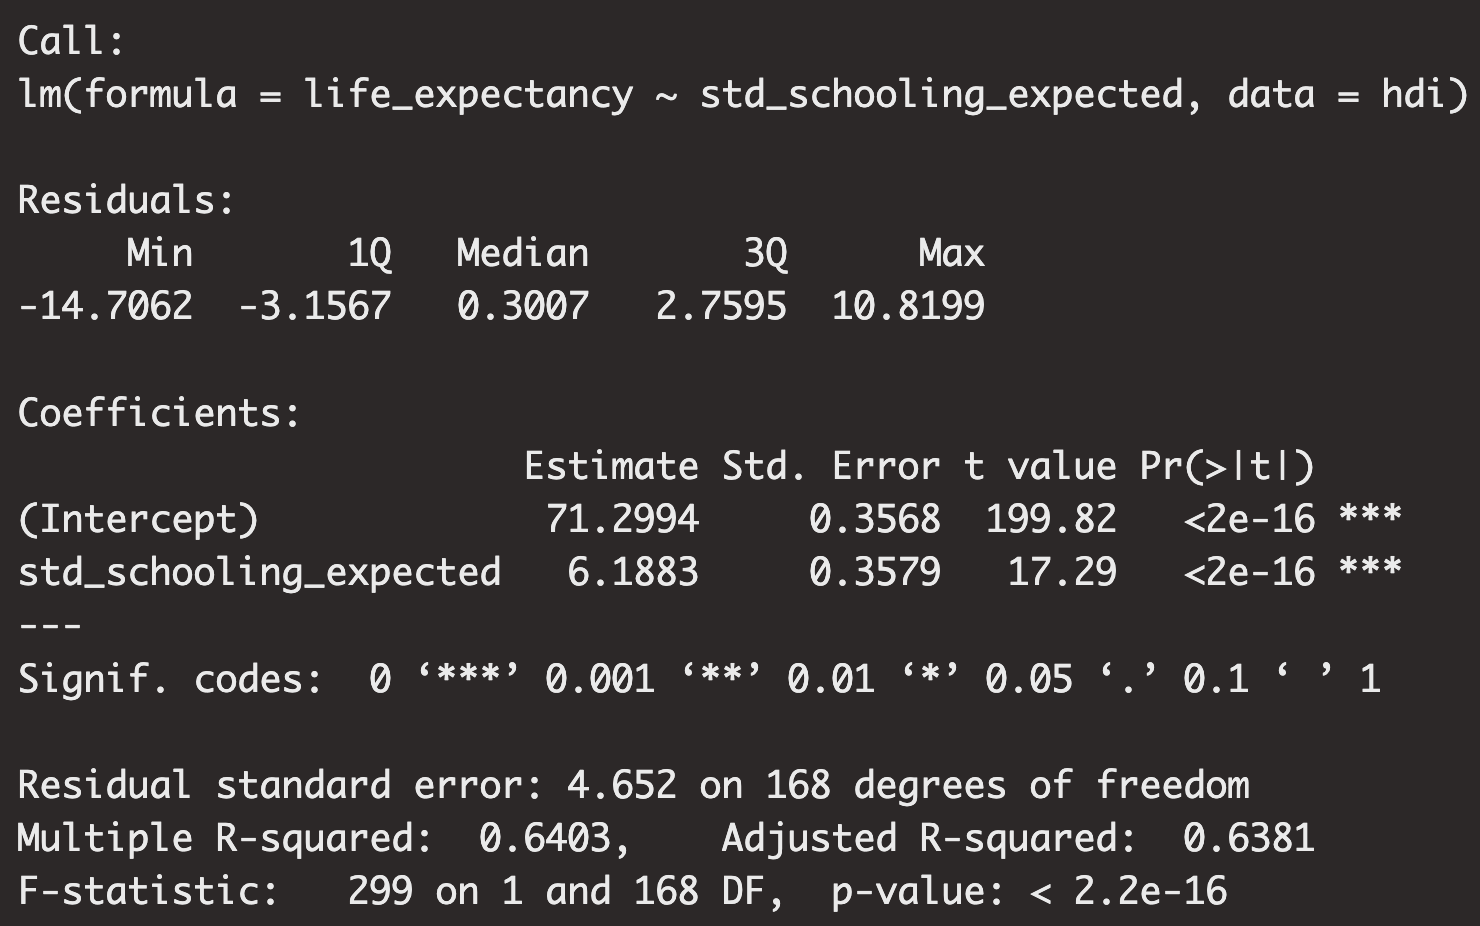 Call:
lm(formula = life_expectancy ~ std_schooling_expected, data = hdi)
Residuals:
Min 1Q Median 3Q Max
-14.7062 -3.1567 0.3007 2.7595 10.8199
Coefficients:
Estimate Std. Error t value Pr(>|t|)
(Intercept) 71.2994 0.3568 199.82 <2e-16 ***
std_schooling_expected 6.1883 0.3579 17.29 <2e-16 ***
---
Signif. codes: 0 ‘***’ 0.001 ‘**’ 0.01 ‘*’ 0.05 ‘.’ 0.1 ‘ ’ 1
Residual standard error: 4.652 on 168 degrees of freedom
Multiple R-squared: 0.6403, Adjusted R-squared: 0.6381
F-statistic: 299 on 1 and 168 DF, p-value: < 2.2e-16